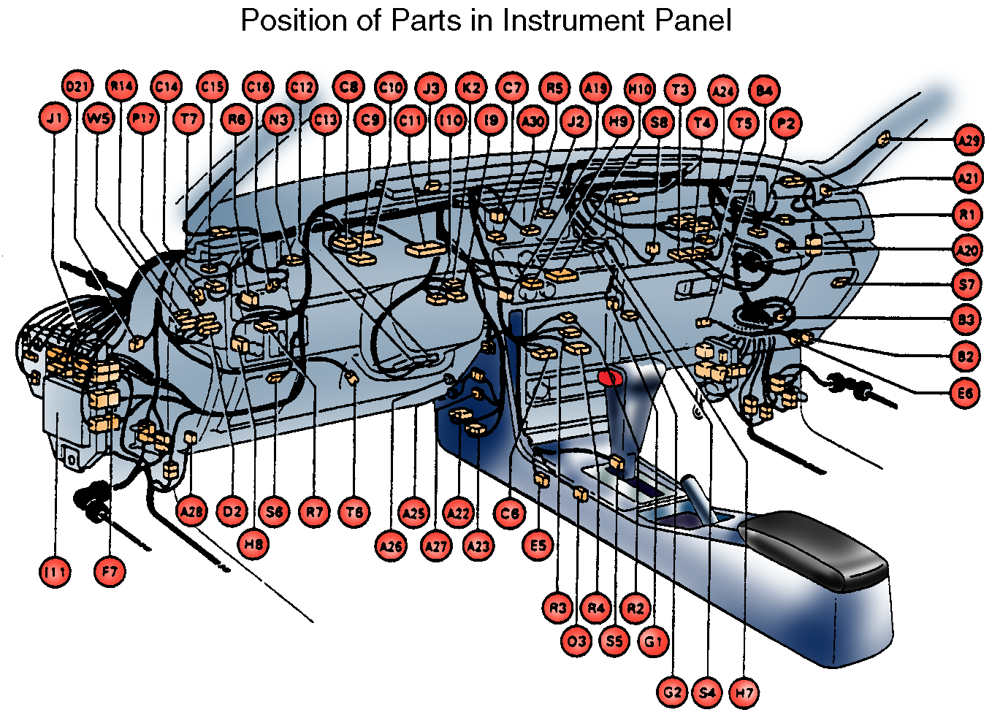 Position of Parts in Instrument Panel
D21 R14 C14 C15 C16 C12 C8 C10 J3 K2 C7 R5 A19 H10 T3 A24 B4
J1 W5 P17 T7 R6 N3 C13 C9 C11 I10 I9 A30 J2 H9 S8 T4 T5 P2
A29
A21
R1
A20
S7
B3
B2
E6
A28 D2 S6 R7 T6 A25 A22 C6
H8 A26 A27 A23 E5
I11 F7
R3 R4 R2
O3 S5 G1
G2 S4 H7